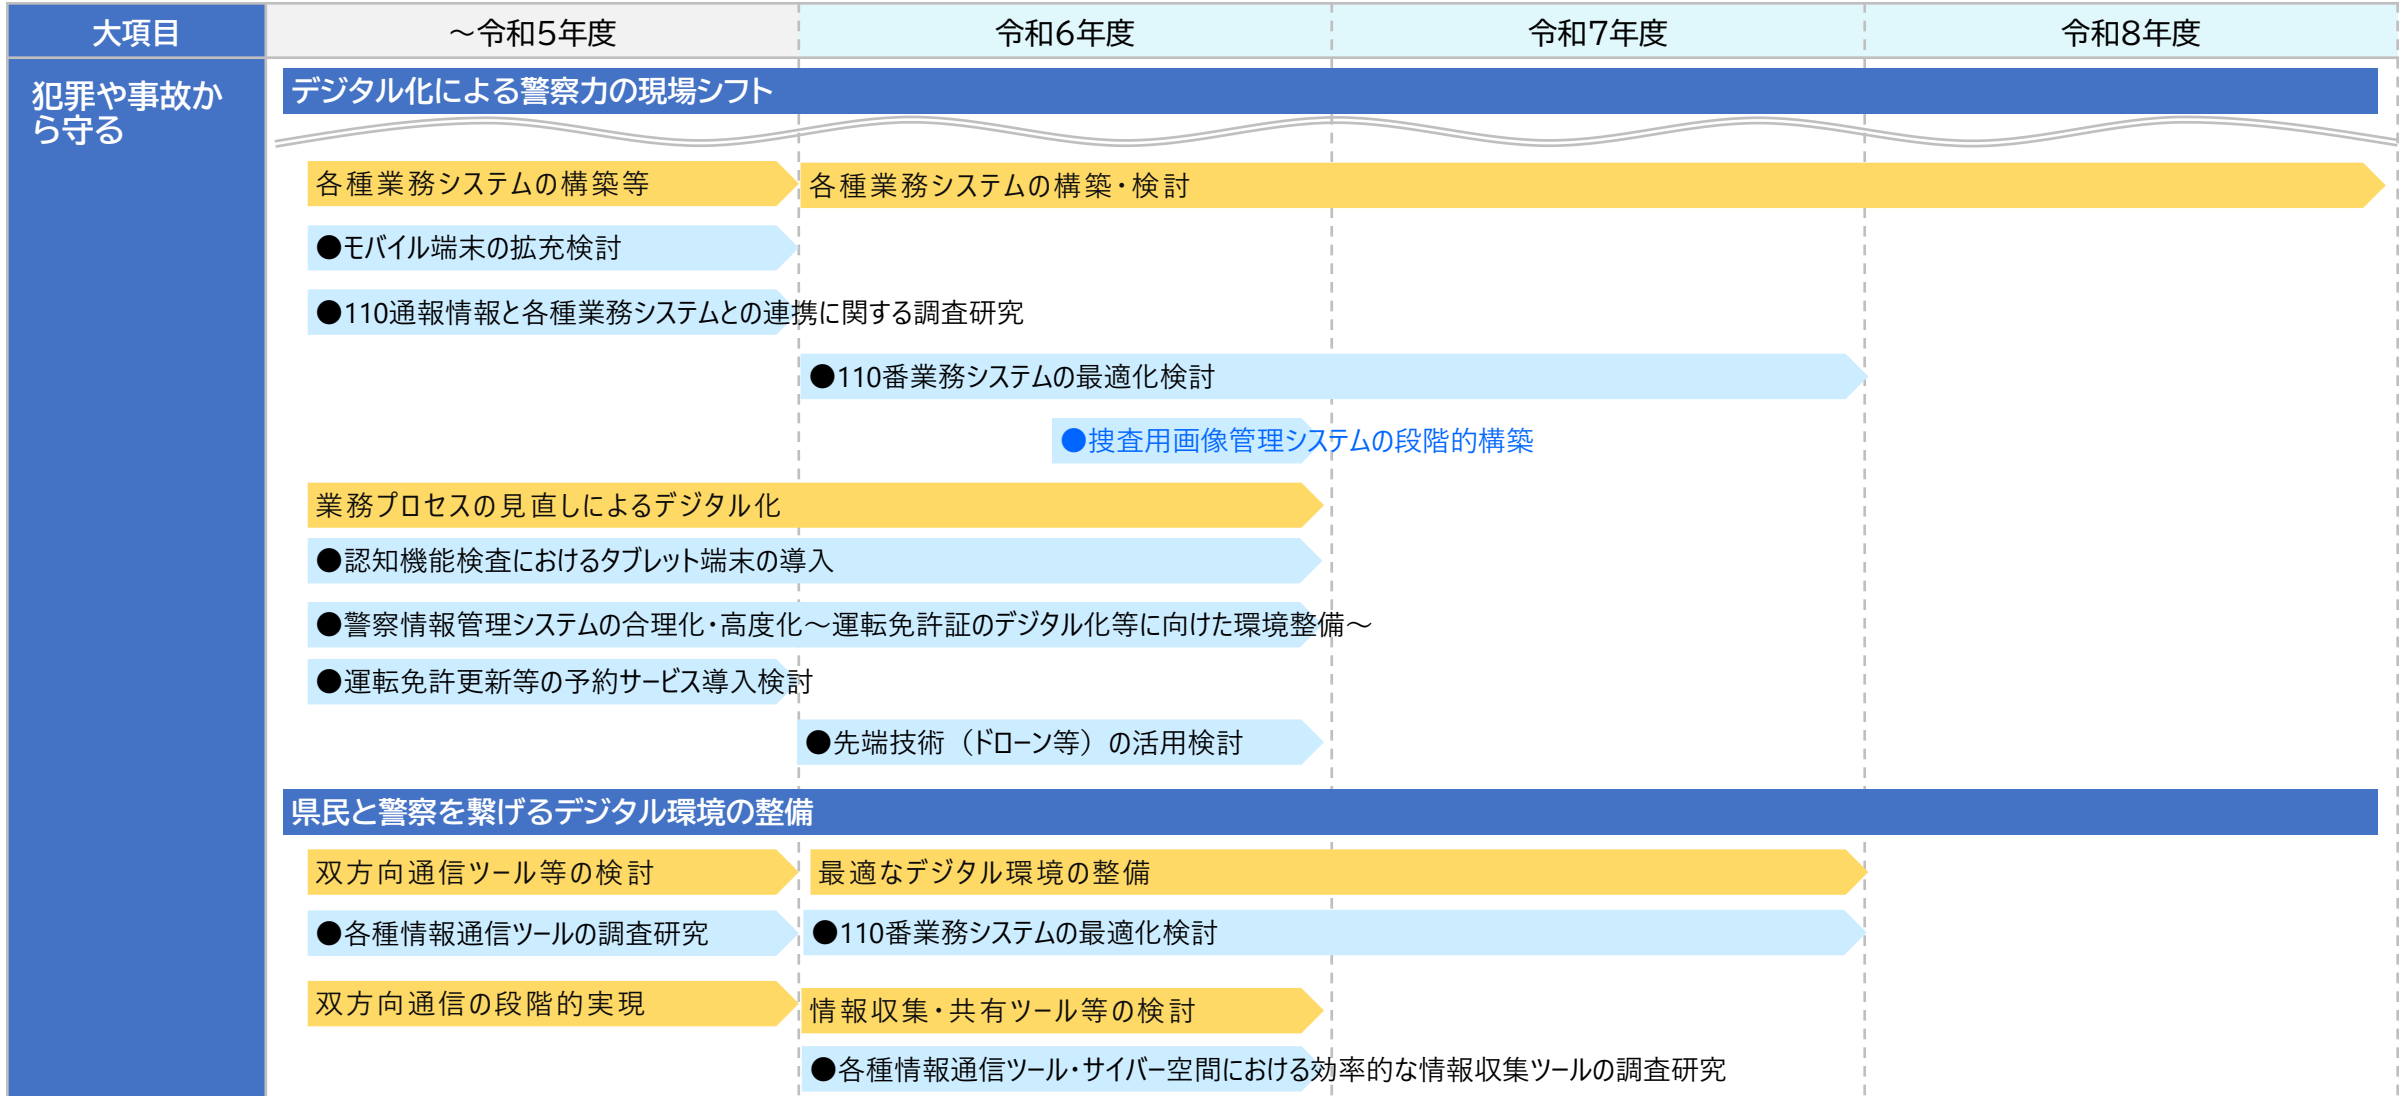 大項目
～令和5年度
令和6年度
令和7年度
令和8年度
犯罪や事故か
ら守る
デジタル化による警察力の現場シフト
各種業務システムの構築等
各種業務システムの構築・検討
●モバイル端末の拡充検討
●110通報情報と各種業務システムとの連携に関する調査研究
●110番業務システムの最適化検討
●捜査用画像管理システムの段階的構築
業務プロセスの見直しによるデジタル化
●認知機能検査におけるタブレット端末の導入
●警察情報管理システムの合理化・高度化～運転免許証のデジタル化等に向けた環境整備～
●運転免許更新等の予約サービス導入検討
●先端技術（ドローン等）の活用検討
県民と警察を繋げるデジタル環境の整備
双方向通信ツール等の検討
最適なデジタル環境の整備
●各種情報通信ツールの調査研究
●110番業務システムの最適化検討
双方向通信の段階的実現
情報収集・共有ツール等の検討
●各種情報通信ツール・サイバー空間における効率的な情報収集ツールの調査研究